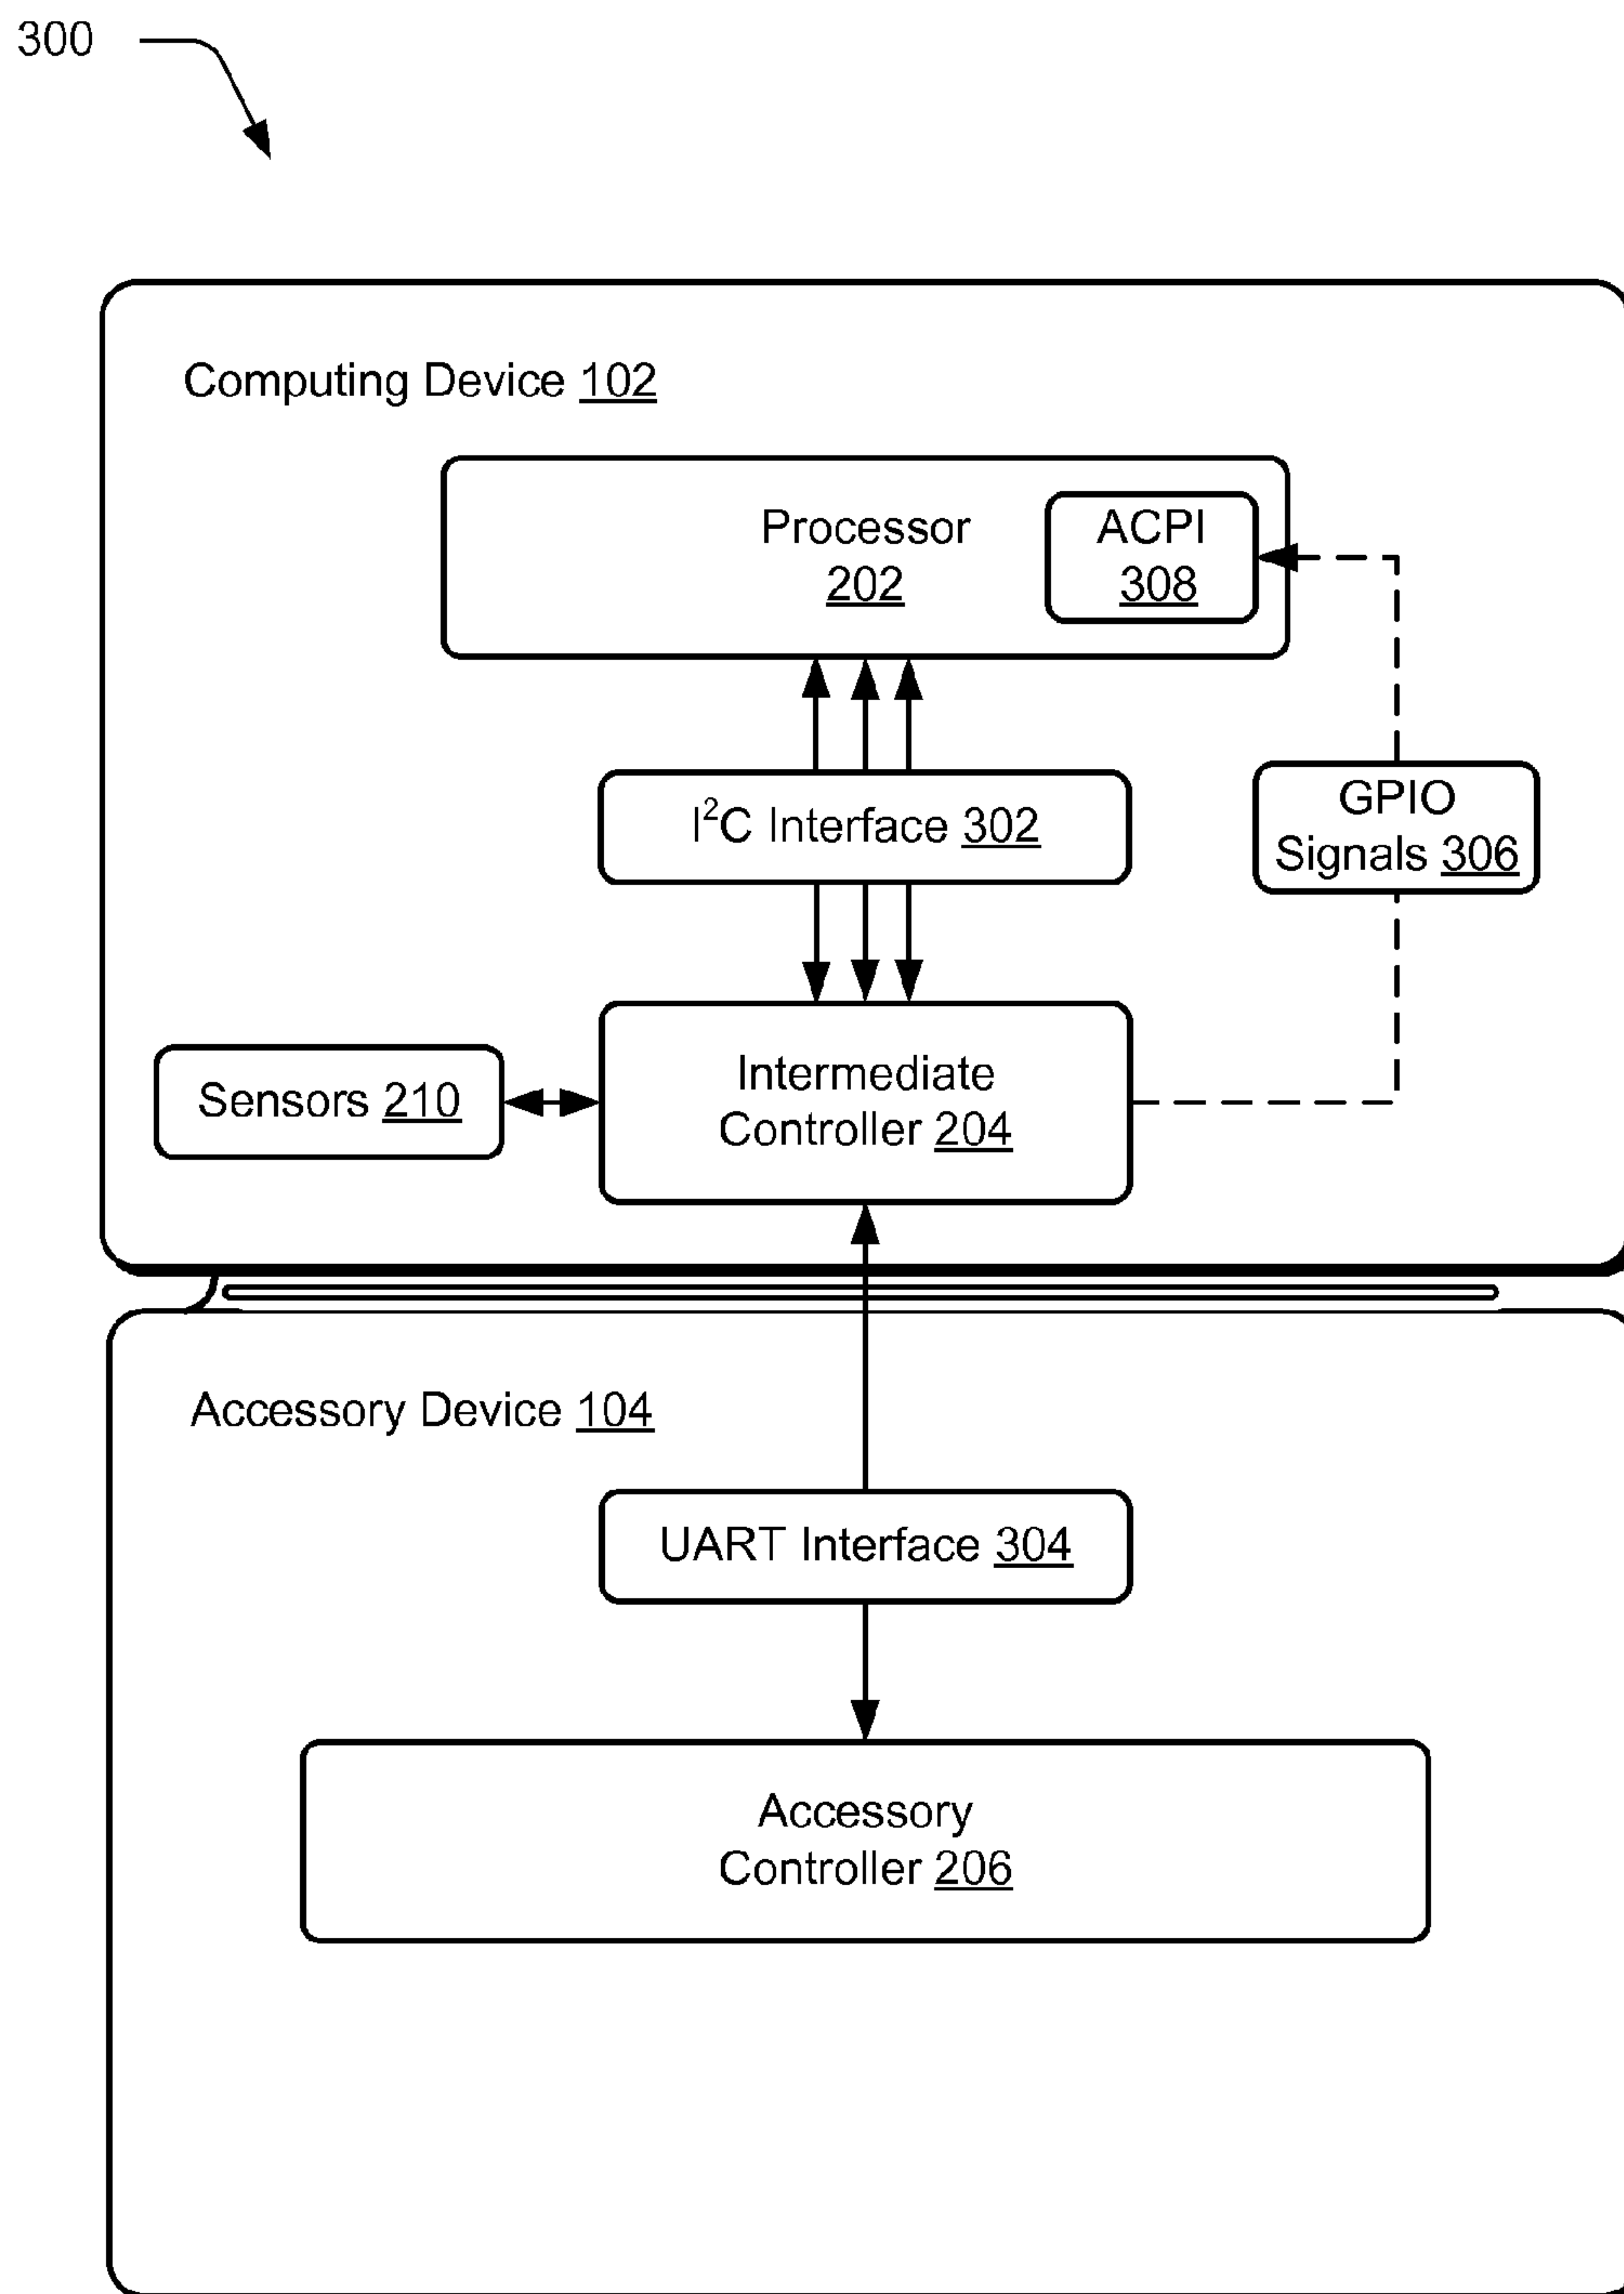 300
Computing Device 102
Processor
202
ACPI
308
I²C Interface 302
GPIO
Signals 306
Sensors 210
Intermediate
Controller 204
Accessory Device 104
UART Interface 304
Accessory
Controller 206